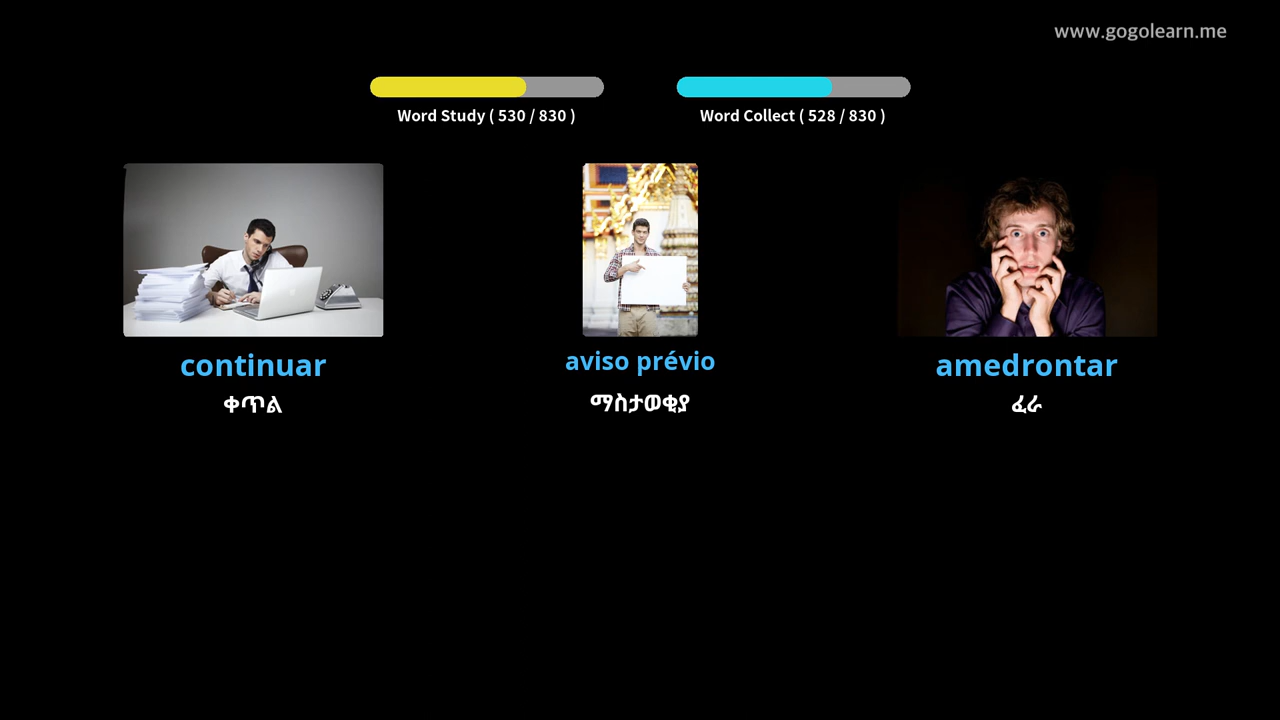 www.gogolearn.me
Word Study ( 530 / 830 )
Word Collect ( 528 / 830 )
continuar
ቀጥል
aviso prévio
ማስታወቂያ
amedrontar
ፈራ